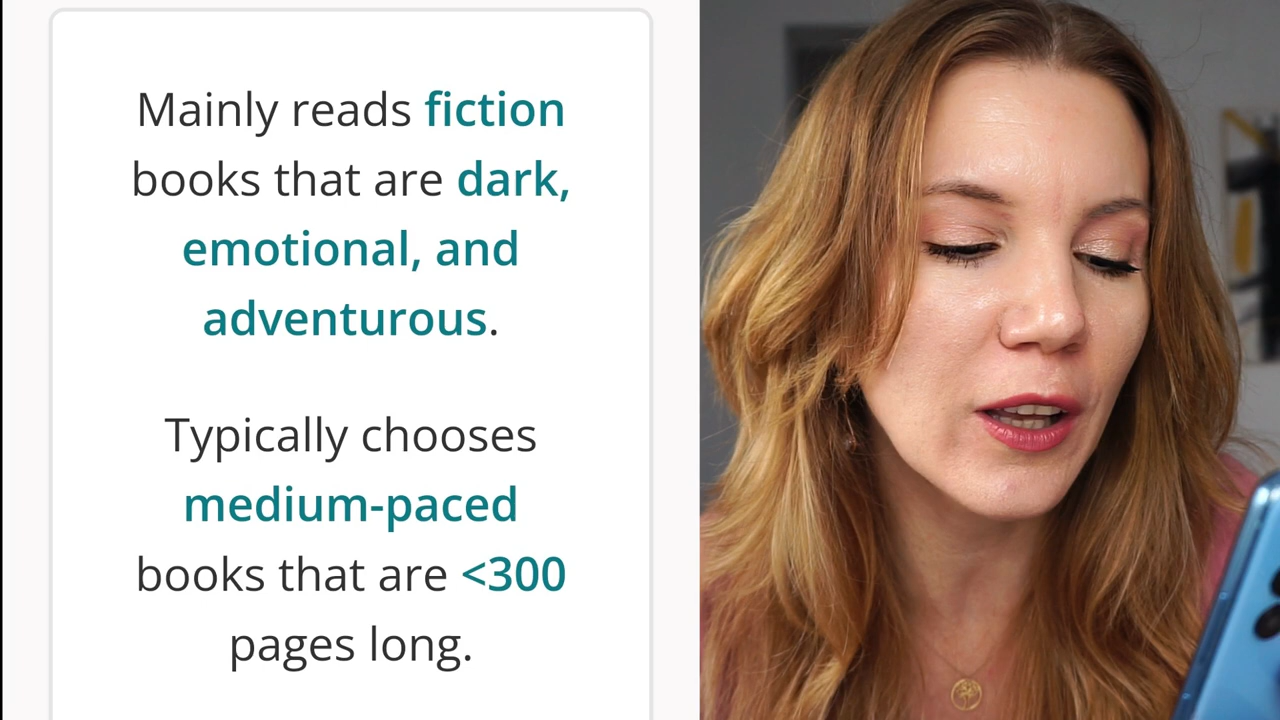 Mainly reads fiction
books that are dark,
emotional, and
adventurous.
Typically chooses
medium-paced
books that are <300
pages long.